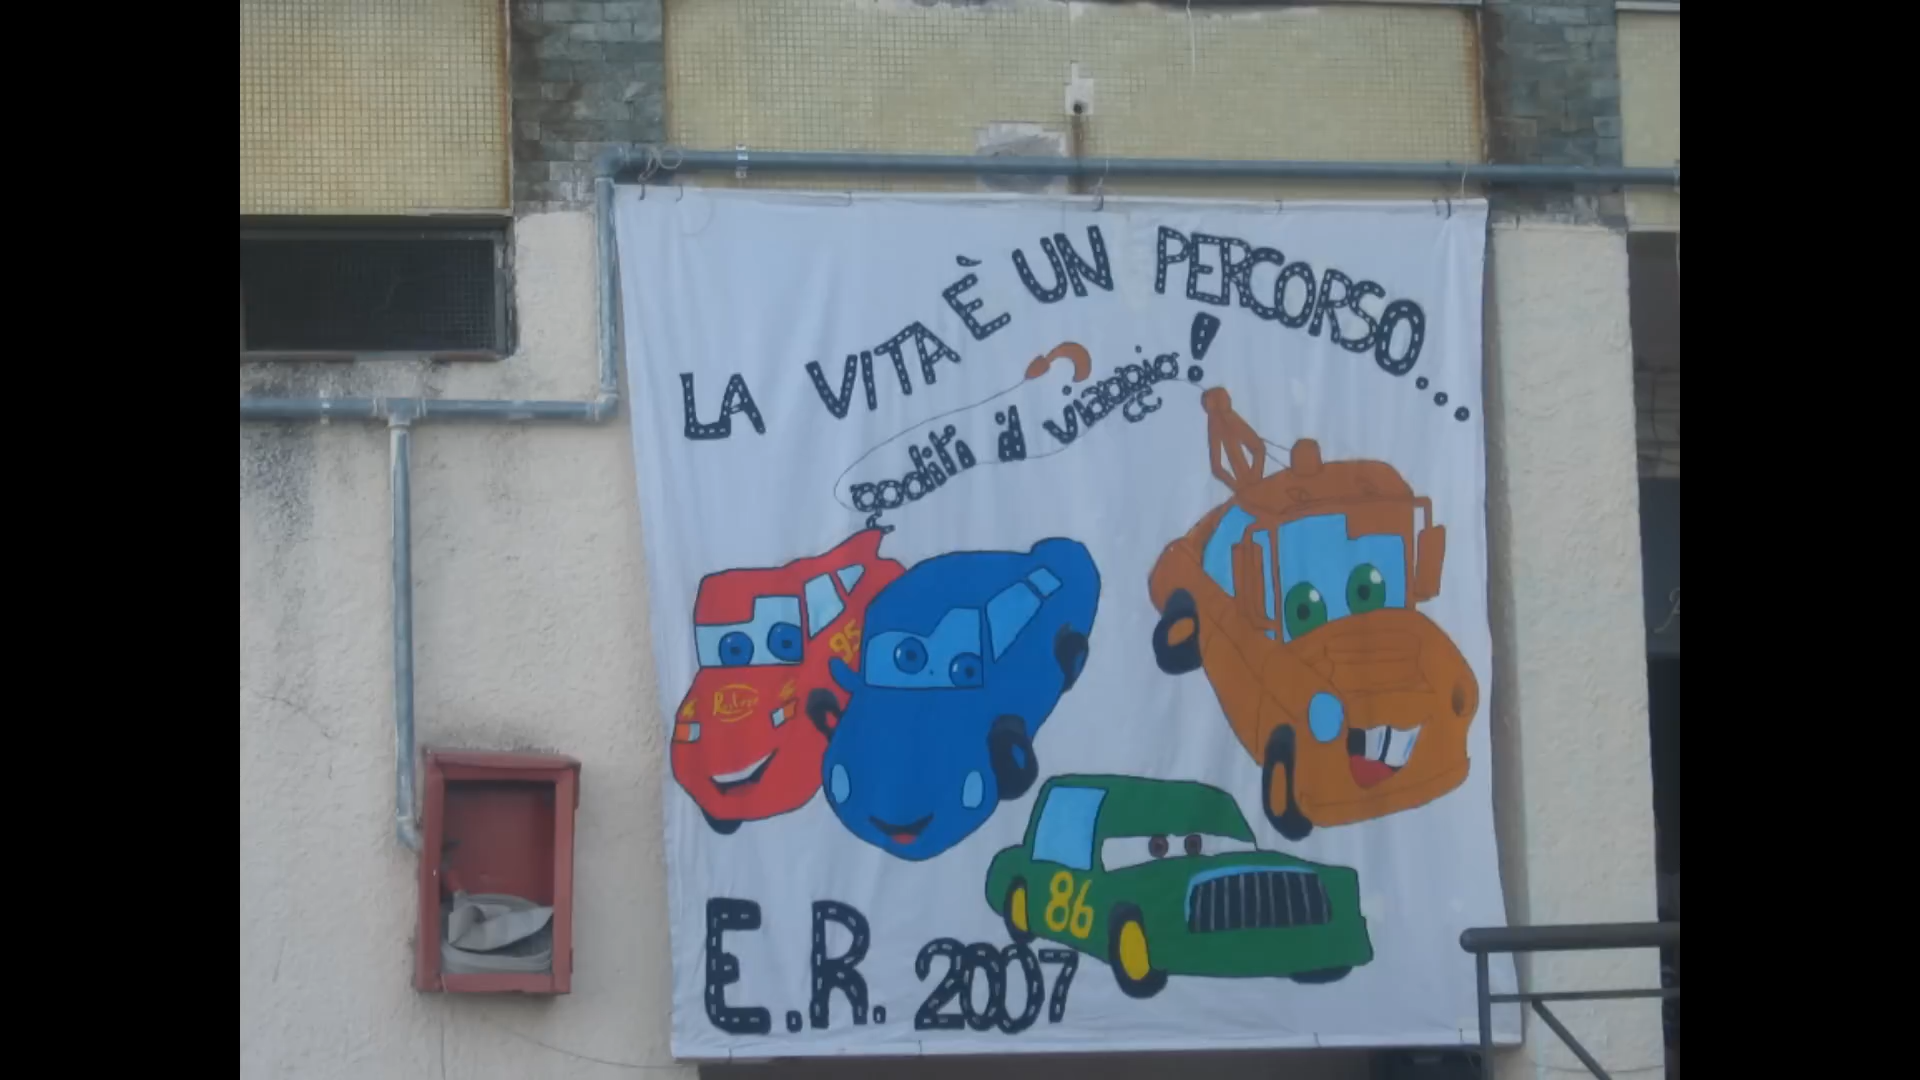 LA VITA È UN PERCORSO...
goditi il viaggio!
95
86
E.R. 2007